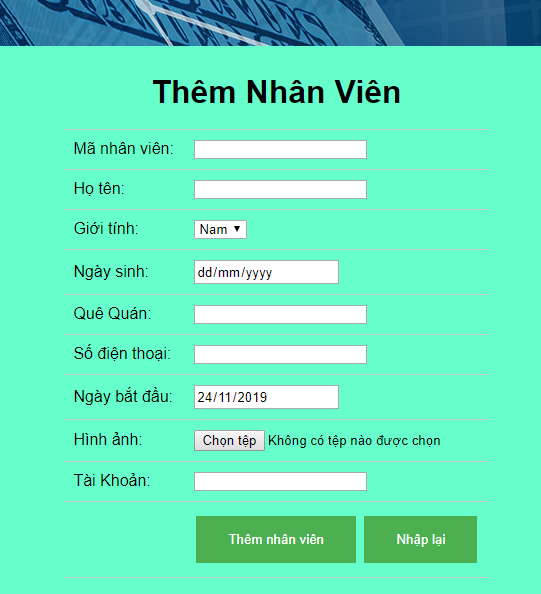 Thêm Nhân Viên
Mã nhân viên:
Họ tên:
Giới tính: Nam
Ngày sinh: dd/mm/yyyy
Quê Quán:
Số điện thoại:
Ngày bắt đầu: 24/11/2019
Hình ảnh: Chọn tệp Không có tệp nào được chọn
Tài Khoản:
Thêm nhân viên Nhập lại